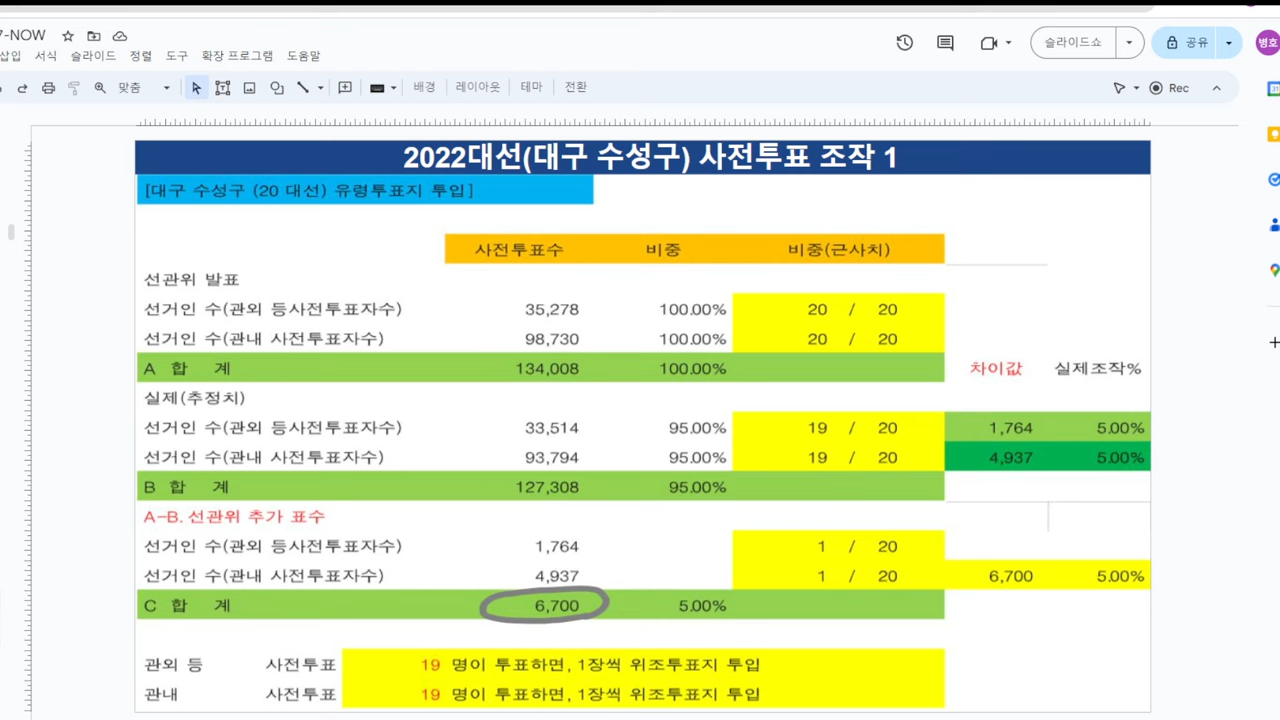 7-NOW
삽입 서식 슬라이드 정렬 도구 확장 프로그램 도움말
슬라이드쇼 공유 병호
맞춤 배경 레이아웃 테마 전환 Rec
2022대선(대구 수성구) 사전투표 조작 1
[대구 수성구 (20 대선) 유령투표지 투입]
사전투표수 비중 비중(근사치)
선관위 발표
선거인 수(관외 등사전투표자수) 35,278 100.00% 20 / 20
선거인 수(관내 사전투표자수) 98,730 100.00% 20 / 20
A 합 계 134,008 100.00% 차이값 실제조작%
실제(추정치)
선거인 수(관외 등사전투표자수) 33,514 95.00% 19 / 20 1,764 5.00%
선거인 수(관내 사전투표자수) 93,794 95.00% 19 / 20 4,937 5.00%
B 합 계 127,308 95.00%
A-B. 선관위 추가 표수
선거인 수(관외 등사전투표자수) 1,764 1 / 20
선거인 수(관내 사전투표자수) 4,937 1 / 20 6,700 5.00%
C 합 계 6,700 5.00%
관외 등 사전투표 19 명이 투표하면, 1장씩 위조투표지 투입
관내 사전투표 19 명이 투표하면, 1장씩 위조투표지 투입